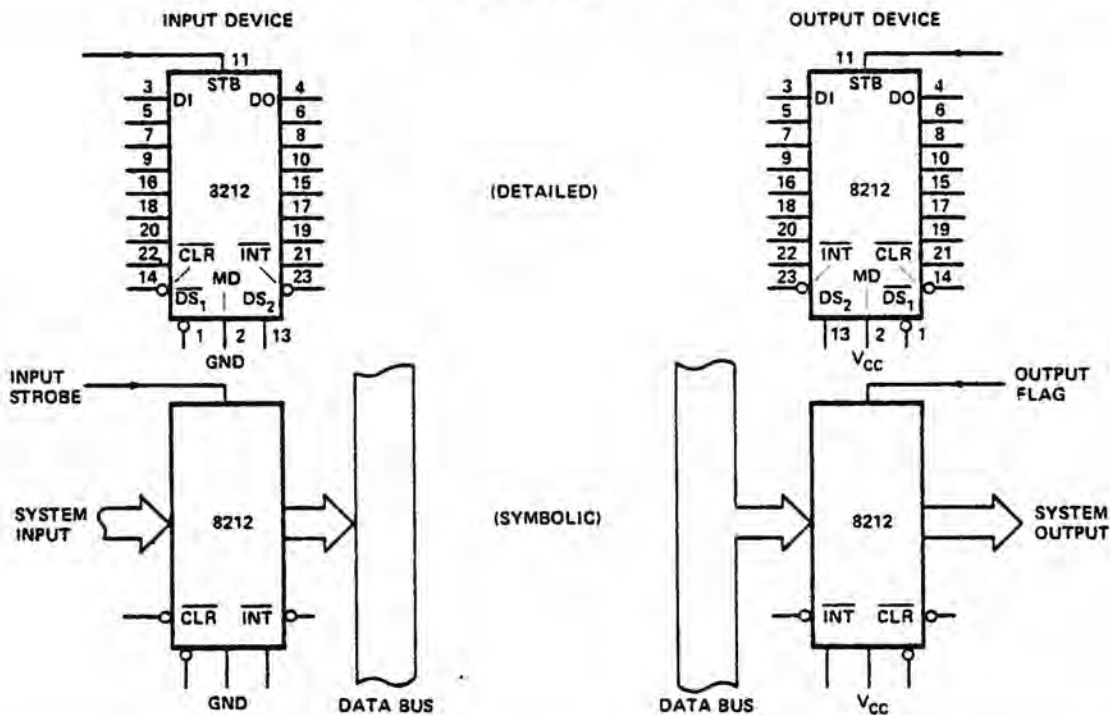 INPUT DEVICE
11
STB
3 DI DO 4
5 6
7 8
9 10
16 8212 15
18 17
20 19
22 CLR INT 21
14 MD 23
DS1 DS2
1 2 13
GND
OUTPUT DEVICE
11
STB
3 DI DO 4
5 6
7 8
9 10
16 8212 15
18 17
20 19
22 INT CLR 21
23 MD 14
DS2 DS1
13 2 1
VCC
(DETAILED)
INPUT
STROBE
SYSTEM
INPUT
8212
CLR INT
GND
DATA BUS
(SYMBOLIC)
DATA BUS
OUTPUT
FLAG
8212
SYSTEM
OUTPUT
INT CLR
VCC